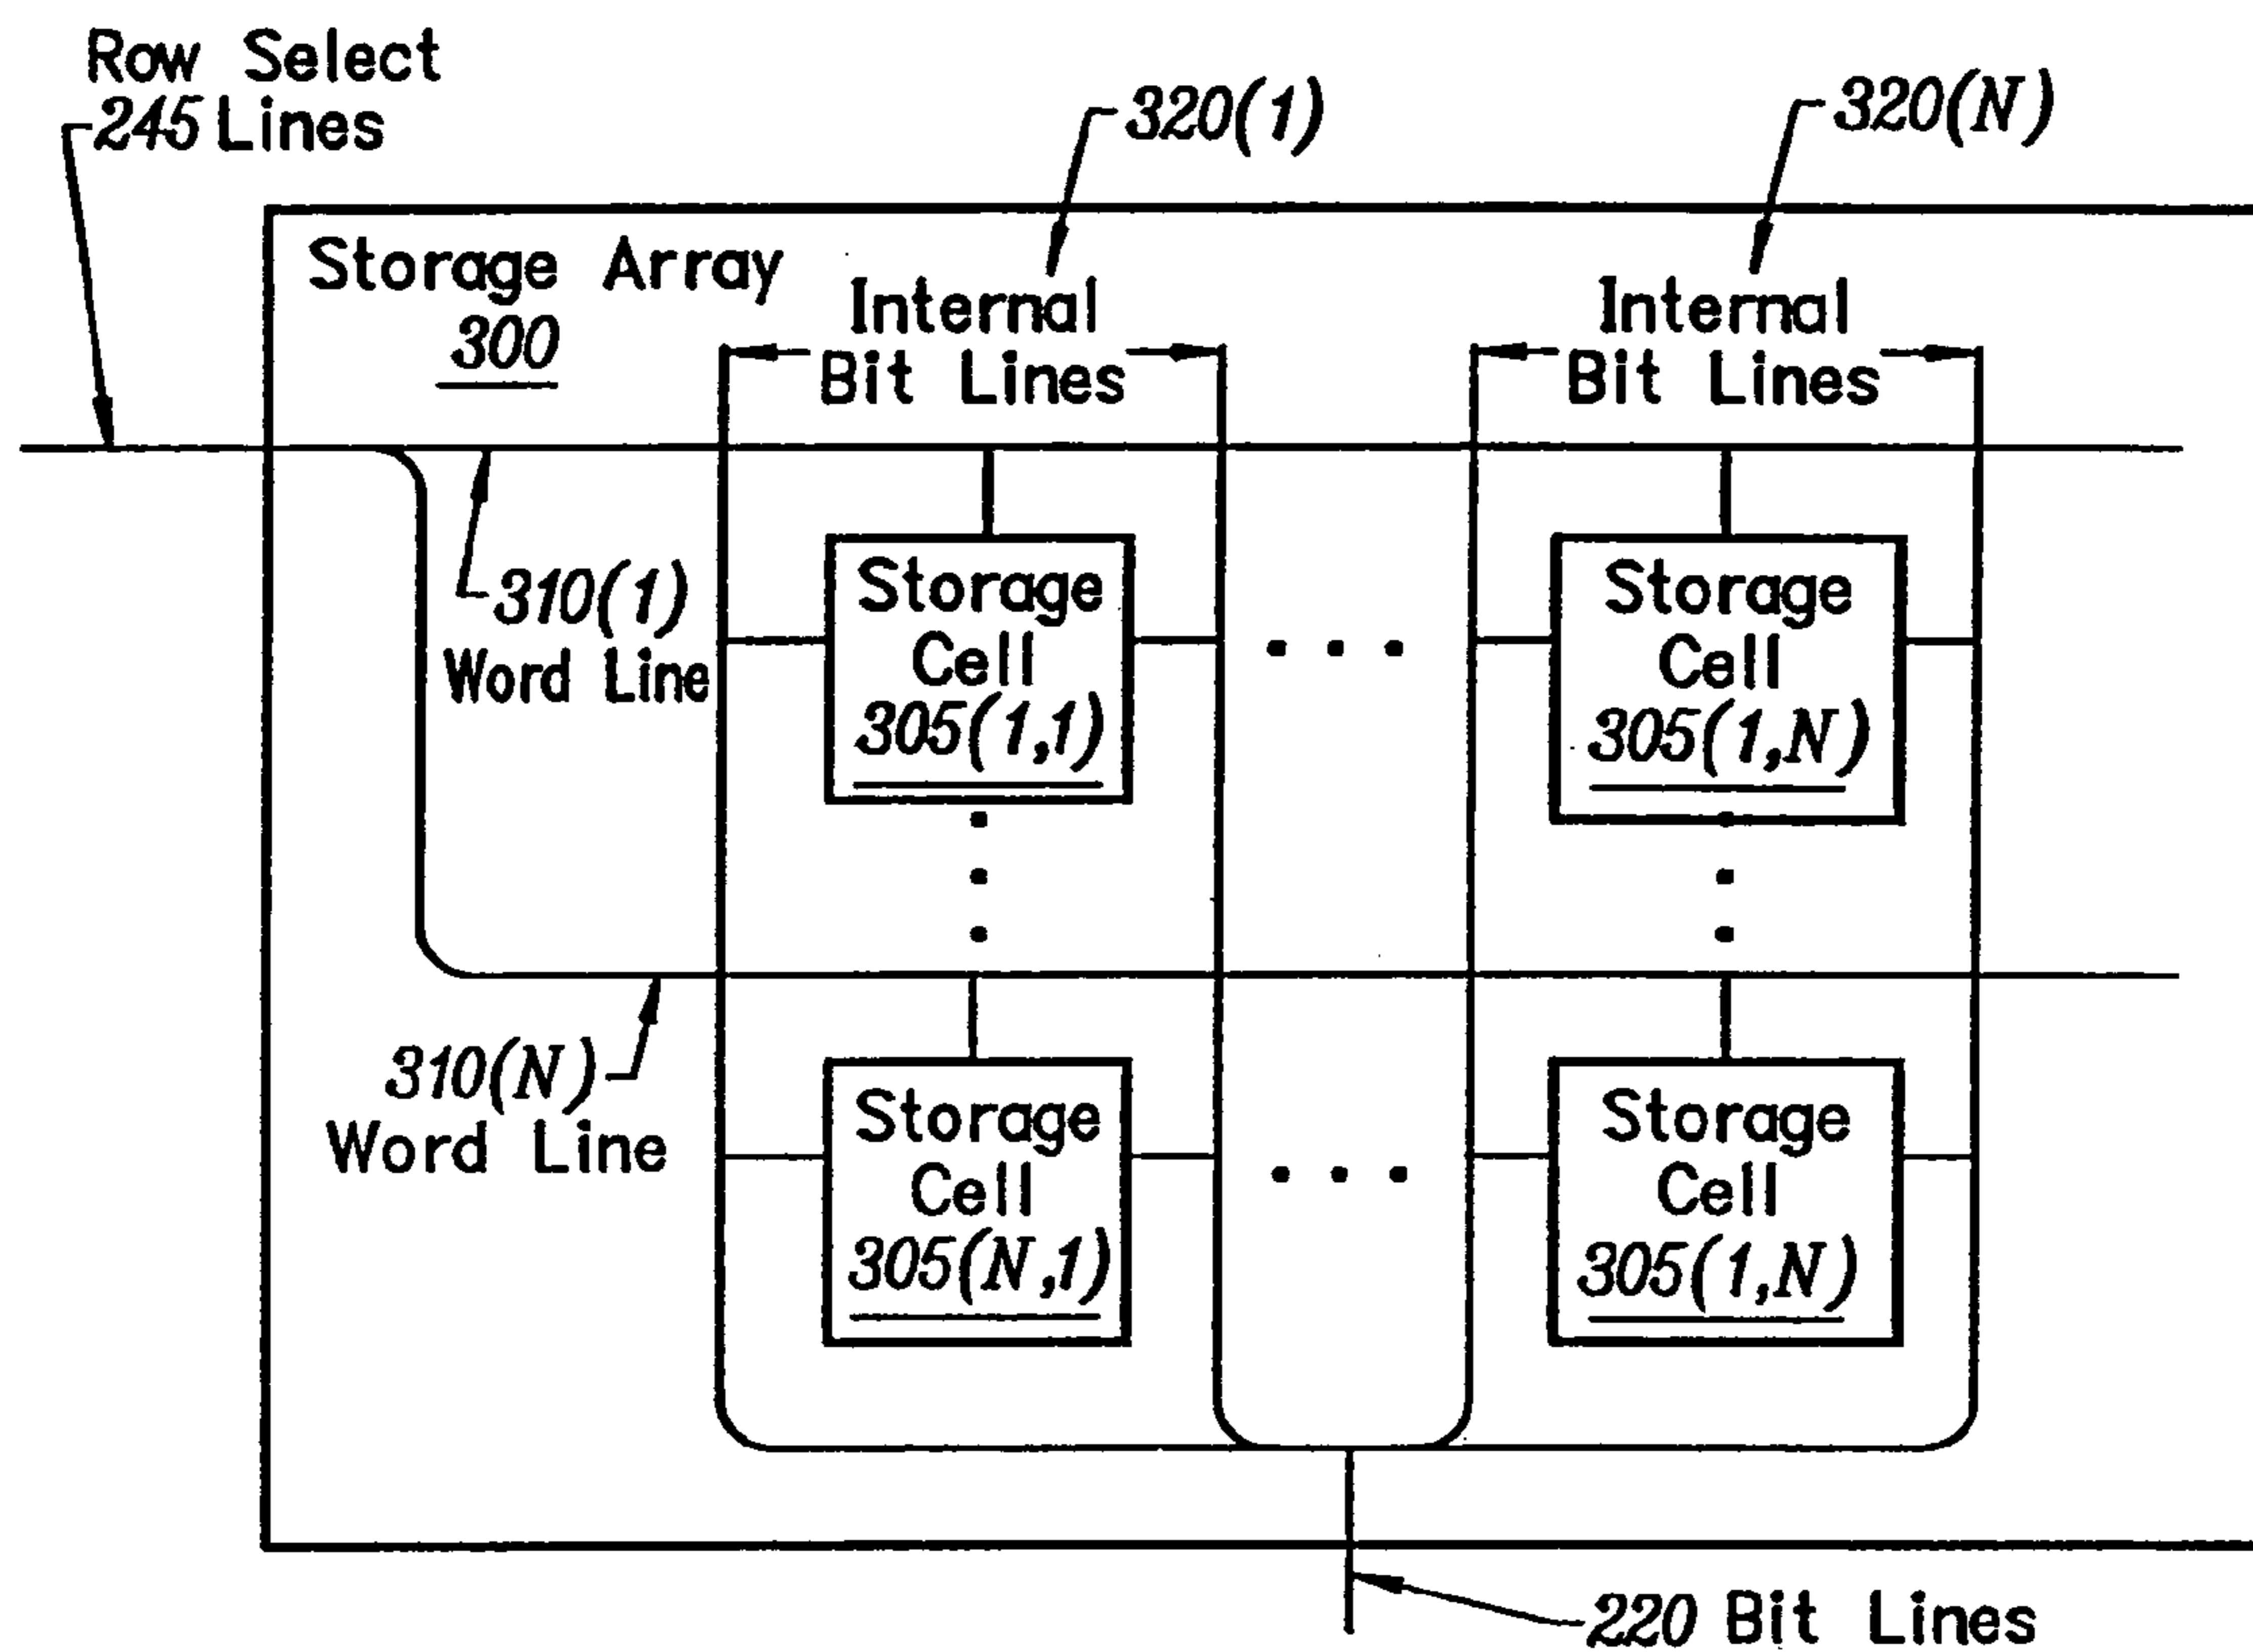 Row Select
245 Lines
320(1)
320(N)
Storage Array
300
Internal
Bit Lines
Internal
Bit Lines
310(1)
Word Line
Storage
Cell
305(1,1)
. . .
Storage
Cell
305(1,N)
310(N)
Word Line
Storage
Cell
305(N,1)
. . .
Storage
Cell
305(1,N)
220 Bit Lines